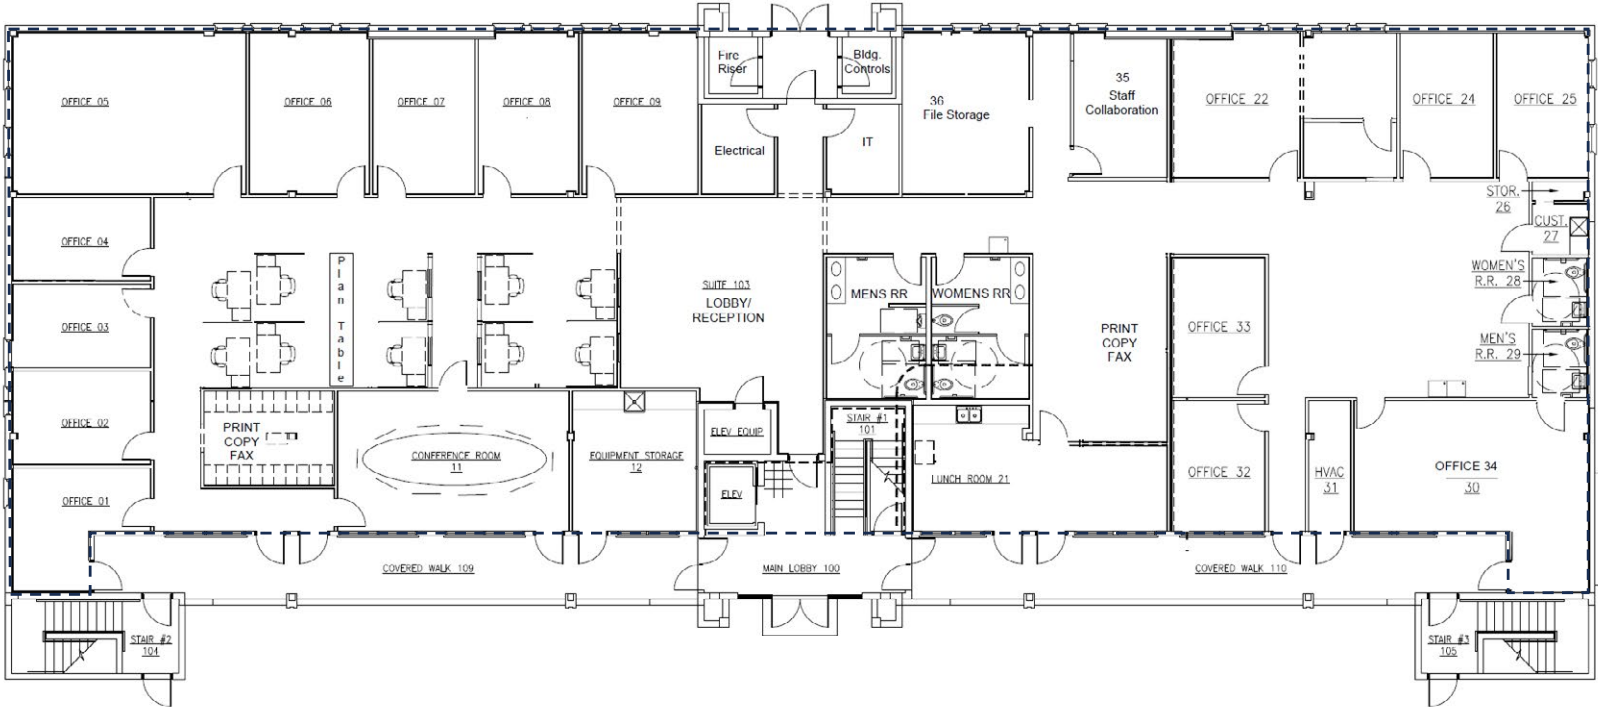 Fire
Riser
Bldg.
Controls
OFFICE 05
OFFICE 06
OFFICE 07
OFFICE 08
OFFICE 09
36
File Storage
35
Staff
Collaboration
OFFICE 22
OFFICE 24
OFFICE 25
Electrical
IT
STOR.
26
CUST.
27
OFFICE 04
OFFICE 03
OFFICE 02
OFFICE 01
Plan Table
SUITE 103
LOBBY/
RECEPTION
MENS RR
WOMENS RR
PRINT
COPY
FAX
OFFICE 33
WOMEN'S
R.R. 28
MEN'S
R.R. 29
PRINT
COPY
FAX
CONFERENCE ROOM
11
EQUIPMENT STORAGE
12
ELEV EQUIP
ELEV
STAIR #1
101
LUNCH ROOM 21
OFFICE 32
HVAC
31
OFFICE 34
30
COVERED WALK 109
MAIN LOBBY 100
COVERED WALK 110
STAIR #2
104
STAIR #3
105